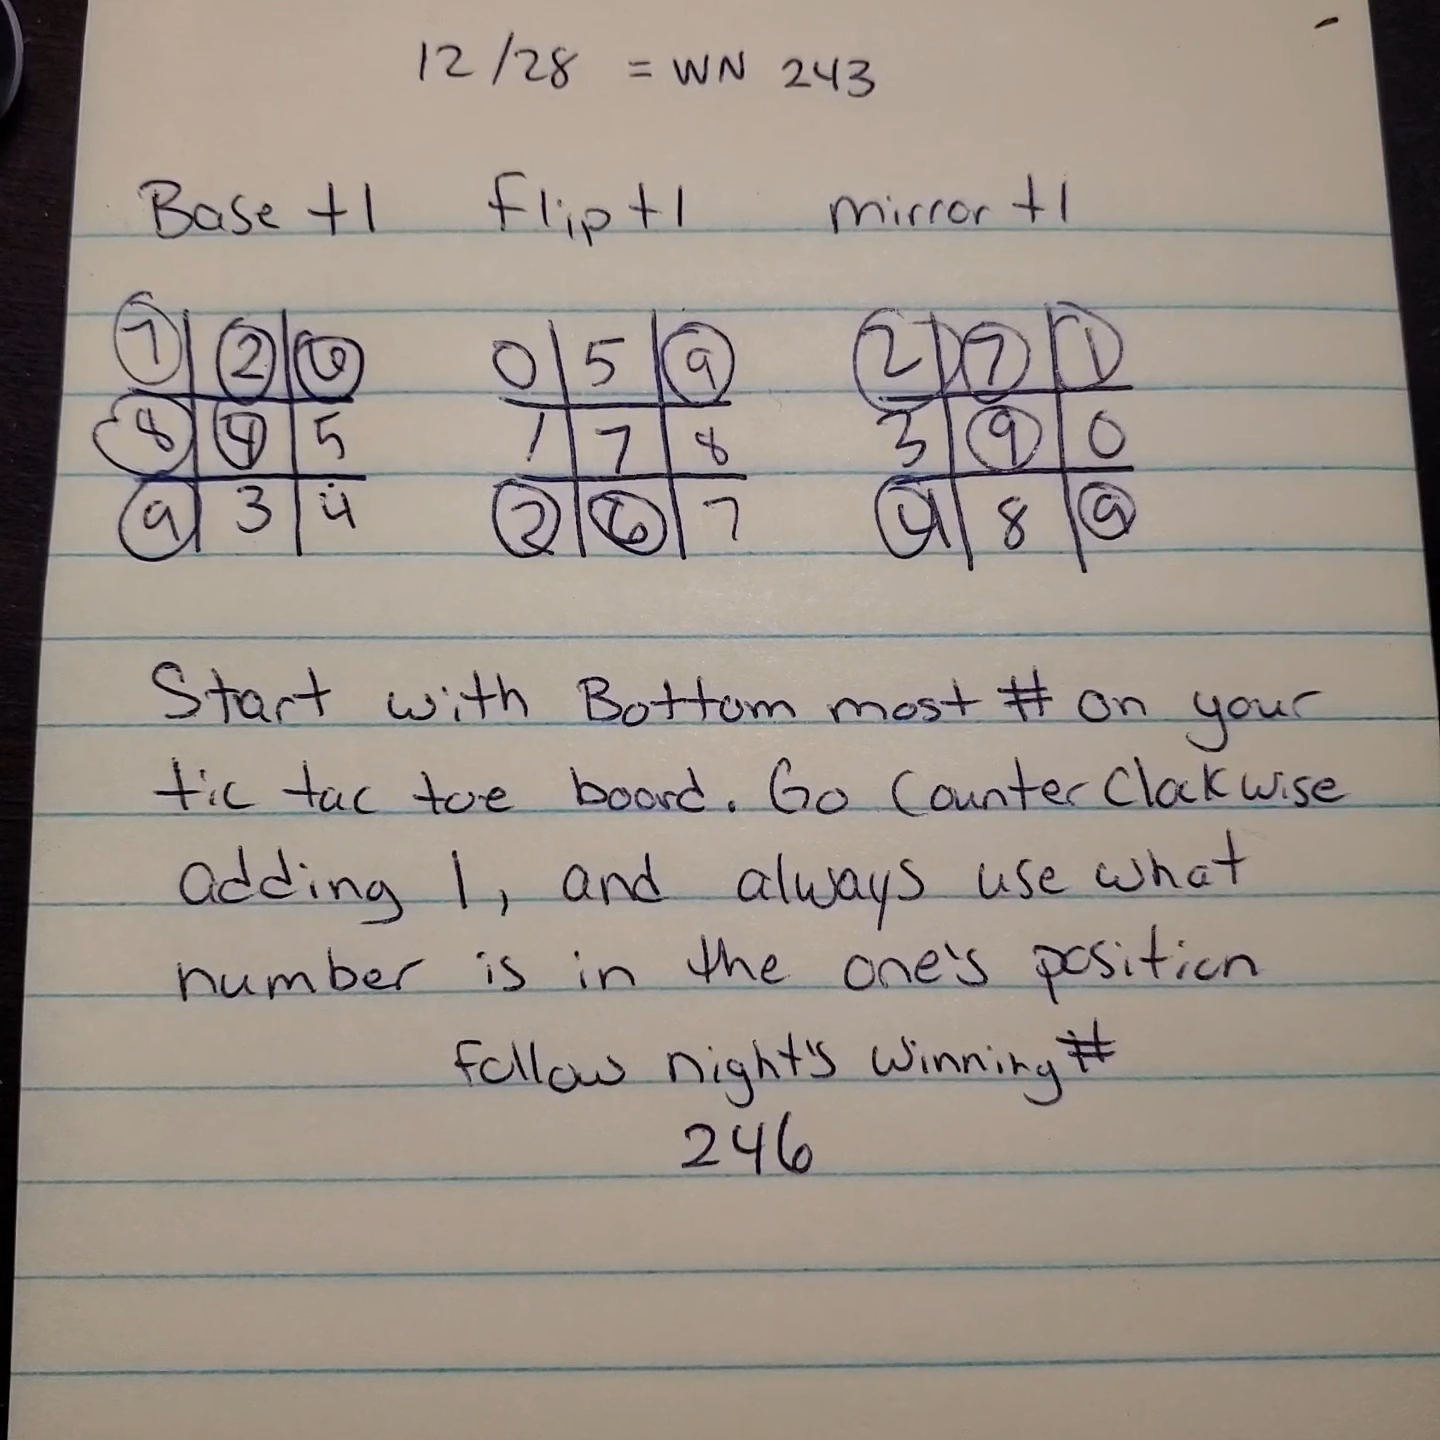 12/28 = WN 243
Base +1 flip +1 mirror +1
7 2 6 0 5 9 2 7 1
8 4 5 1 7 8 3 9 0
9 3 4 2 6 7 4 8 9
Start with Bottom most # on your
tic tac toe board. Go Counter Clockwise
adding 1, and always use what
number is in the one's position
follow night's winning #
246